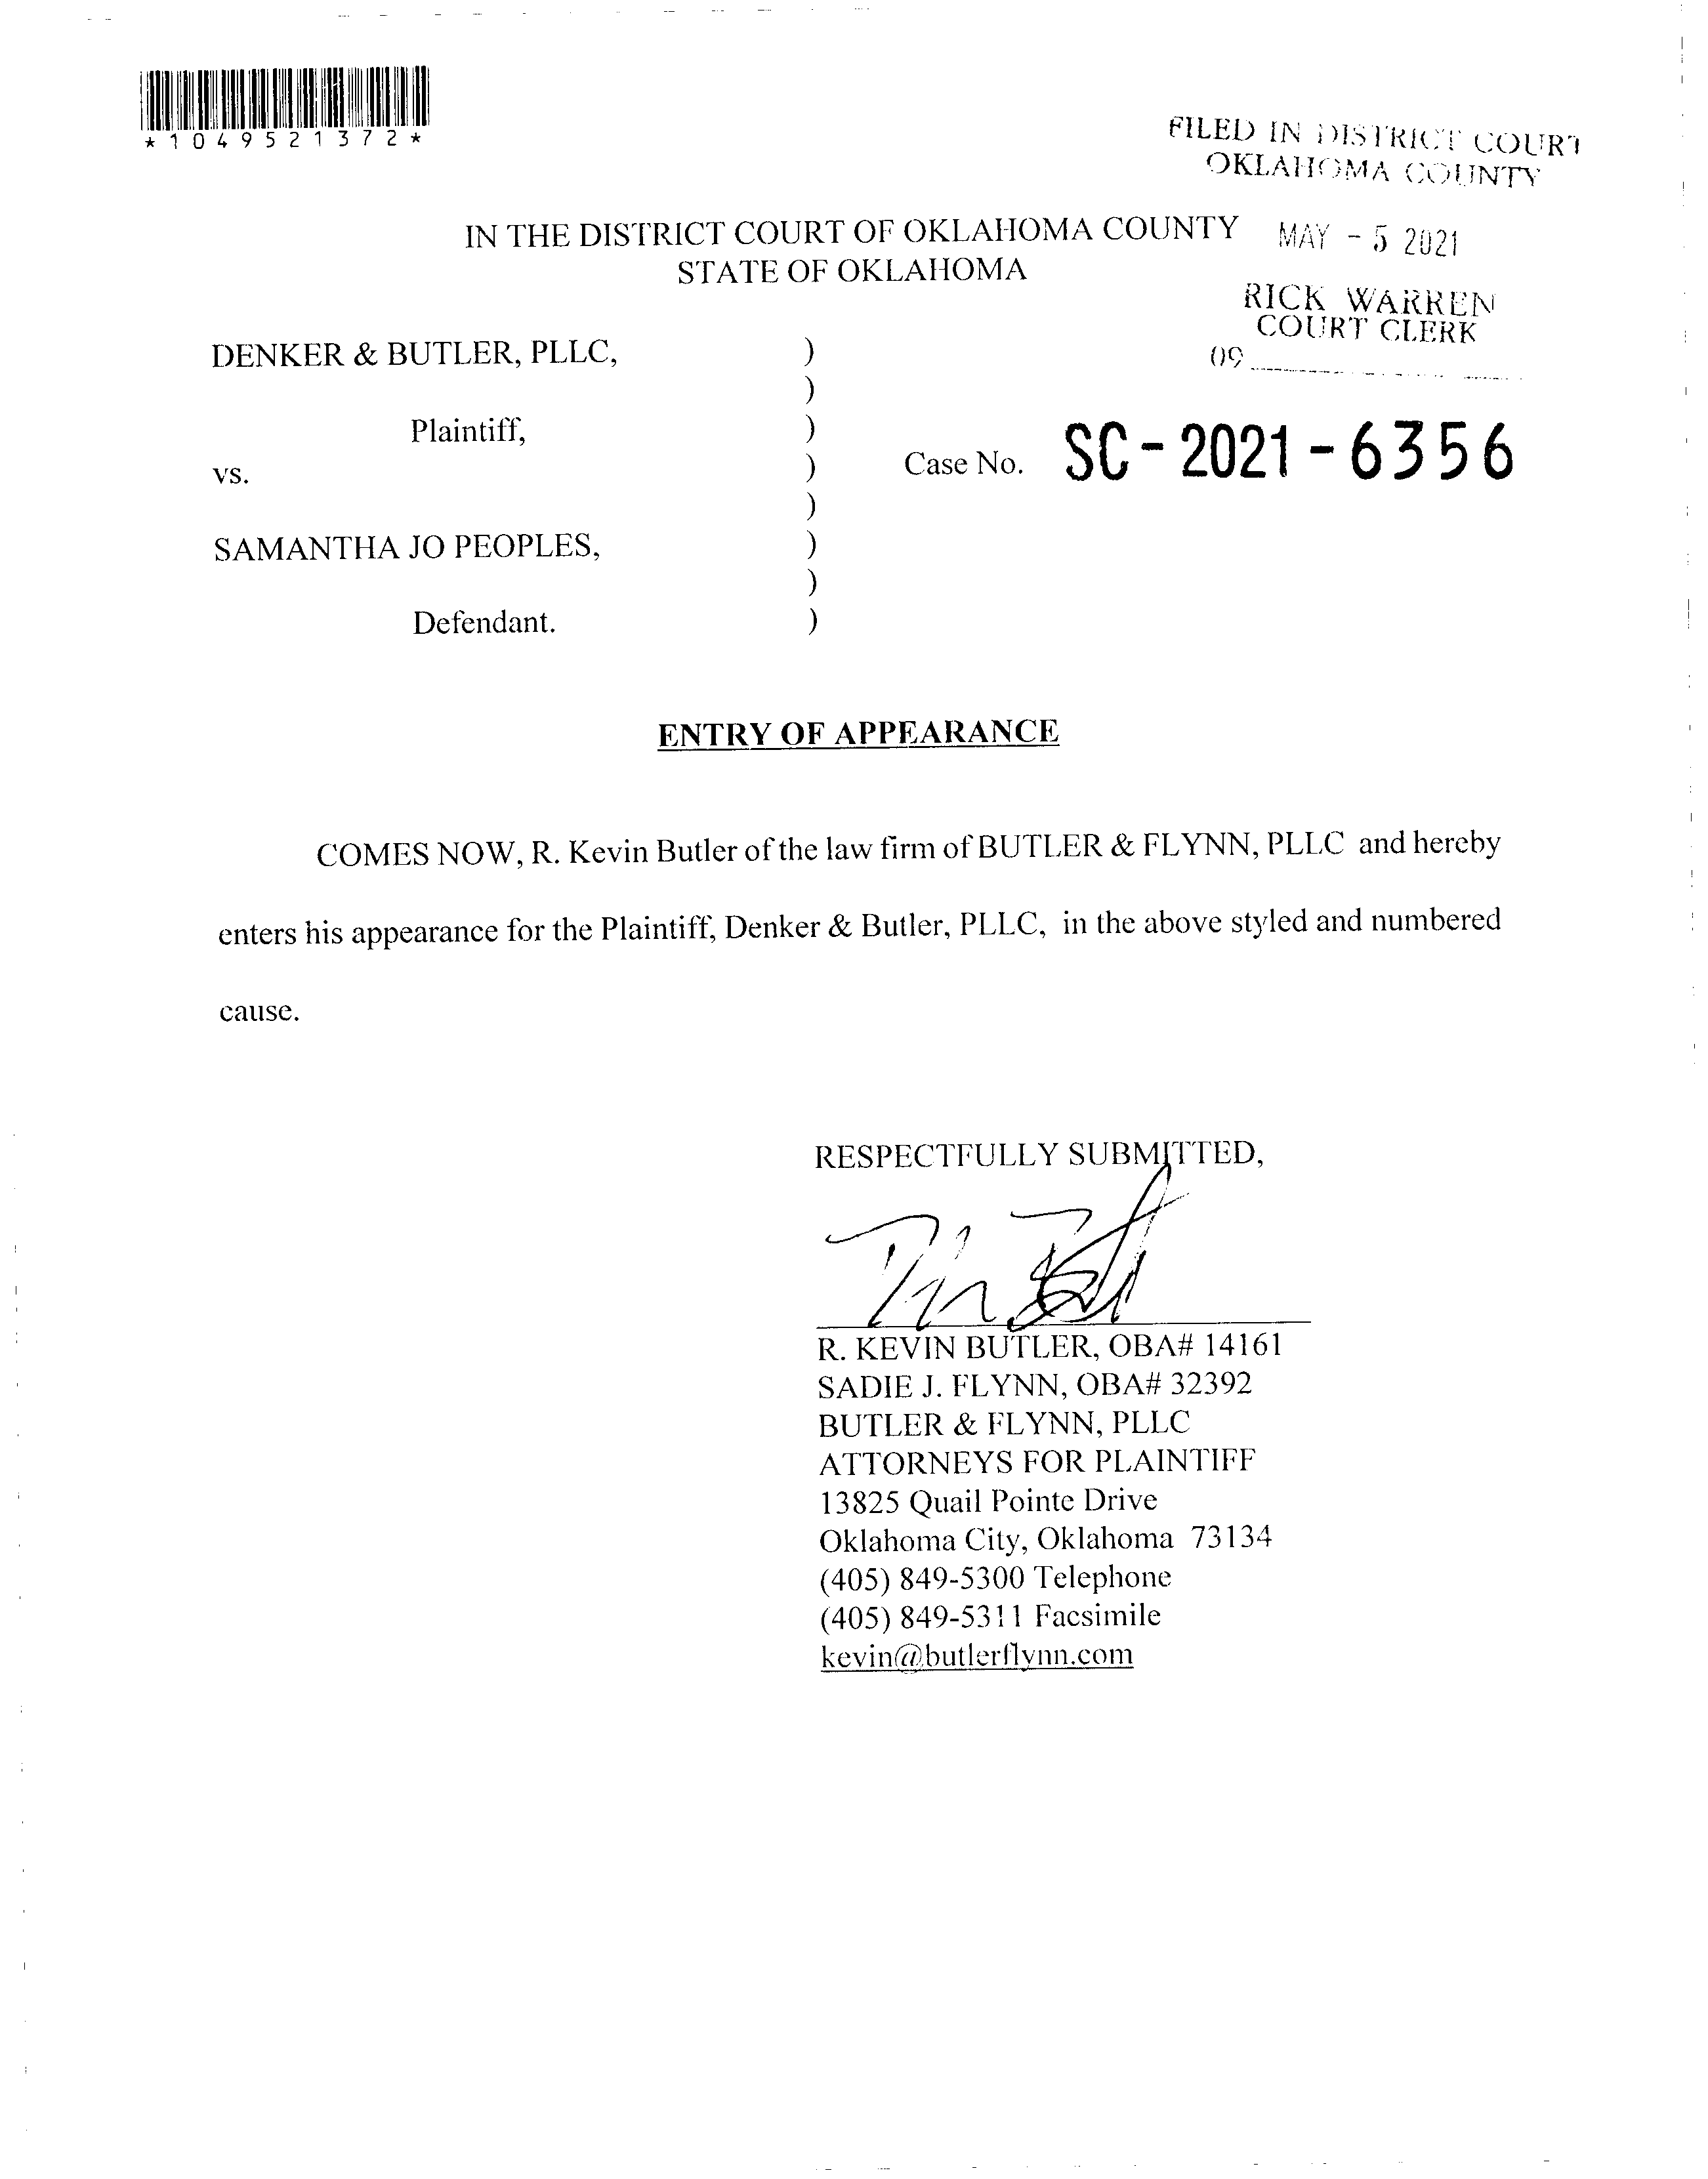 *1049521372*
FILED IN DISTRICT COURT
OKLAHOMA COUNTY
IN THE DISTRICT COURT OF OKLAHOMA COUNTY
STATE OF OKLAHOMA
MAY - 5 2021
RICK WARREN
COURT CLERK
09
DENKER & BUTLER, PLLC, )
)
Plaintiff, )
vs. ) Case No. SC-2021-6356
)
SAMANTHA JO PEOPLES, )
)
Defendant. )
ENTRY OF APPEARANCE
COMES NOW, R. Kevin Butler of the law firm of BUTLER & FLYNN, PLLC and hereby
enters his appearance for the Plaintiff, Denker & Butler, PLLC, in the above styled and numbered
cause.
RESPECTFULLY SUBMITTED,
R. KEVIN BUTLER, OBA# 14161
SADIE J. FLYNN, OBA# 32392
BUTLER & FLYNN, PLLC
ATTORNEYS FOR PLAINTIFF
13825 Quail Pointe Drive
Oklahoma City, Oklahoma 73134
(405) 849-5300 Telephone
(405) 849-5311 Facsimile
kevin@butlerflynn.com